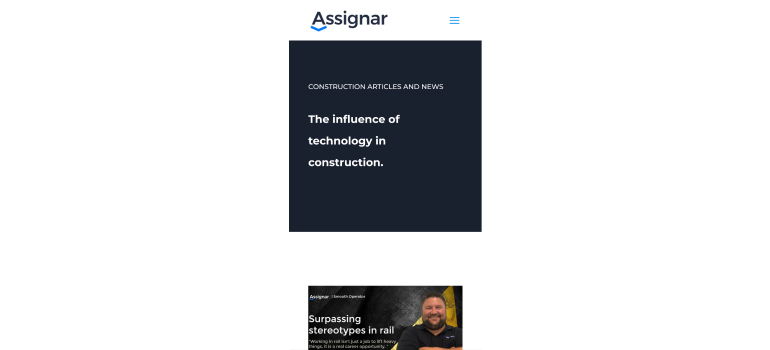 Assignar
CONSTRUCTION ARTICLES AND NEWS
The influence of
technology in
construction.
Assignar | Smooth Operator
Surpassing
stereotypes in rail
"Working in rail isn't just a job to lift heavy
things, it is a real career opportunity."